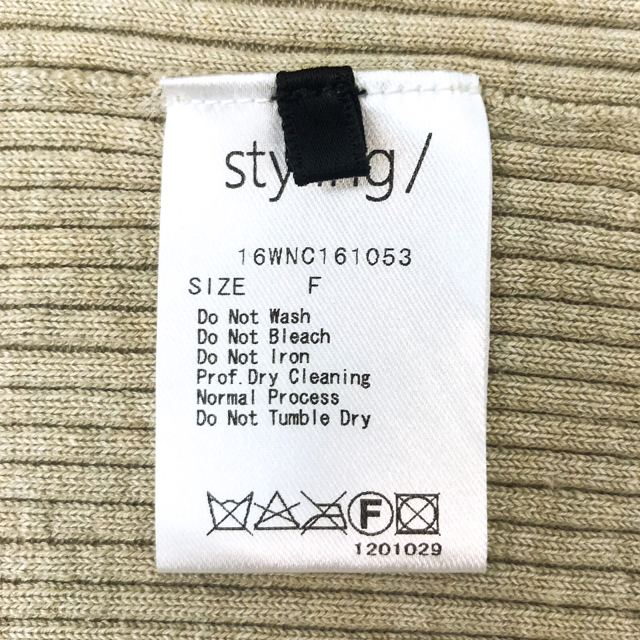 styling/
16WNC161053
SIZE F
Do Not Wash
Do Not Bleach
Do Not Iron
Prof.Dry Cleaning
Normal Process
Do Not Tumble Dry
F
1201029